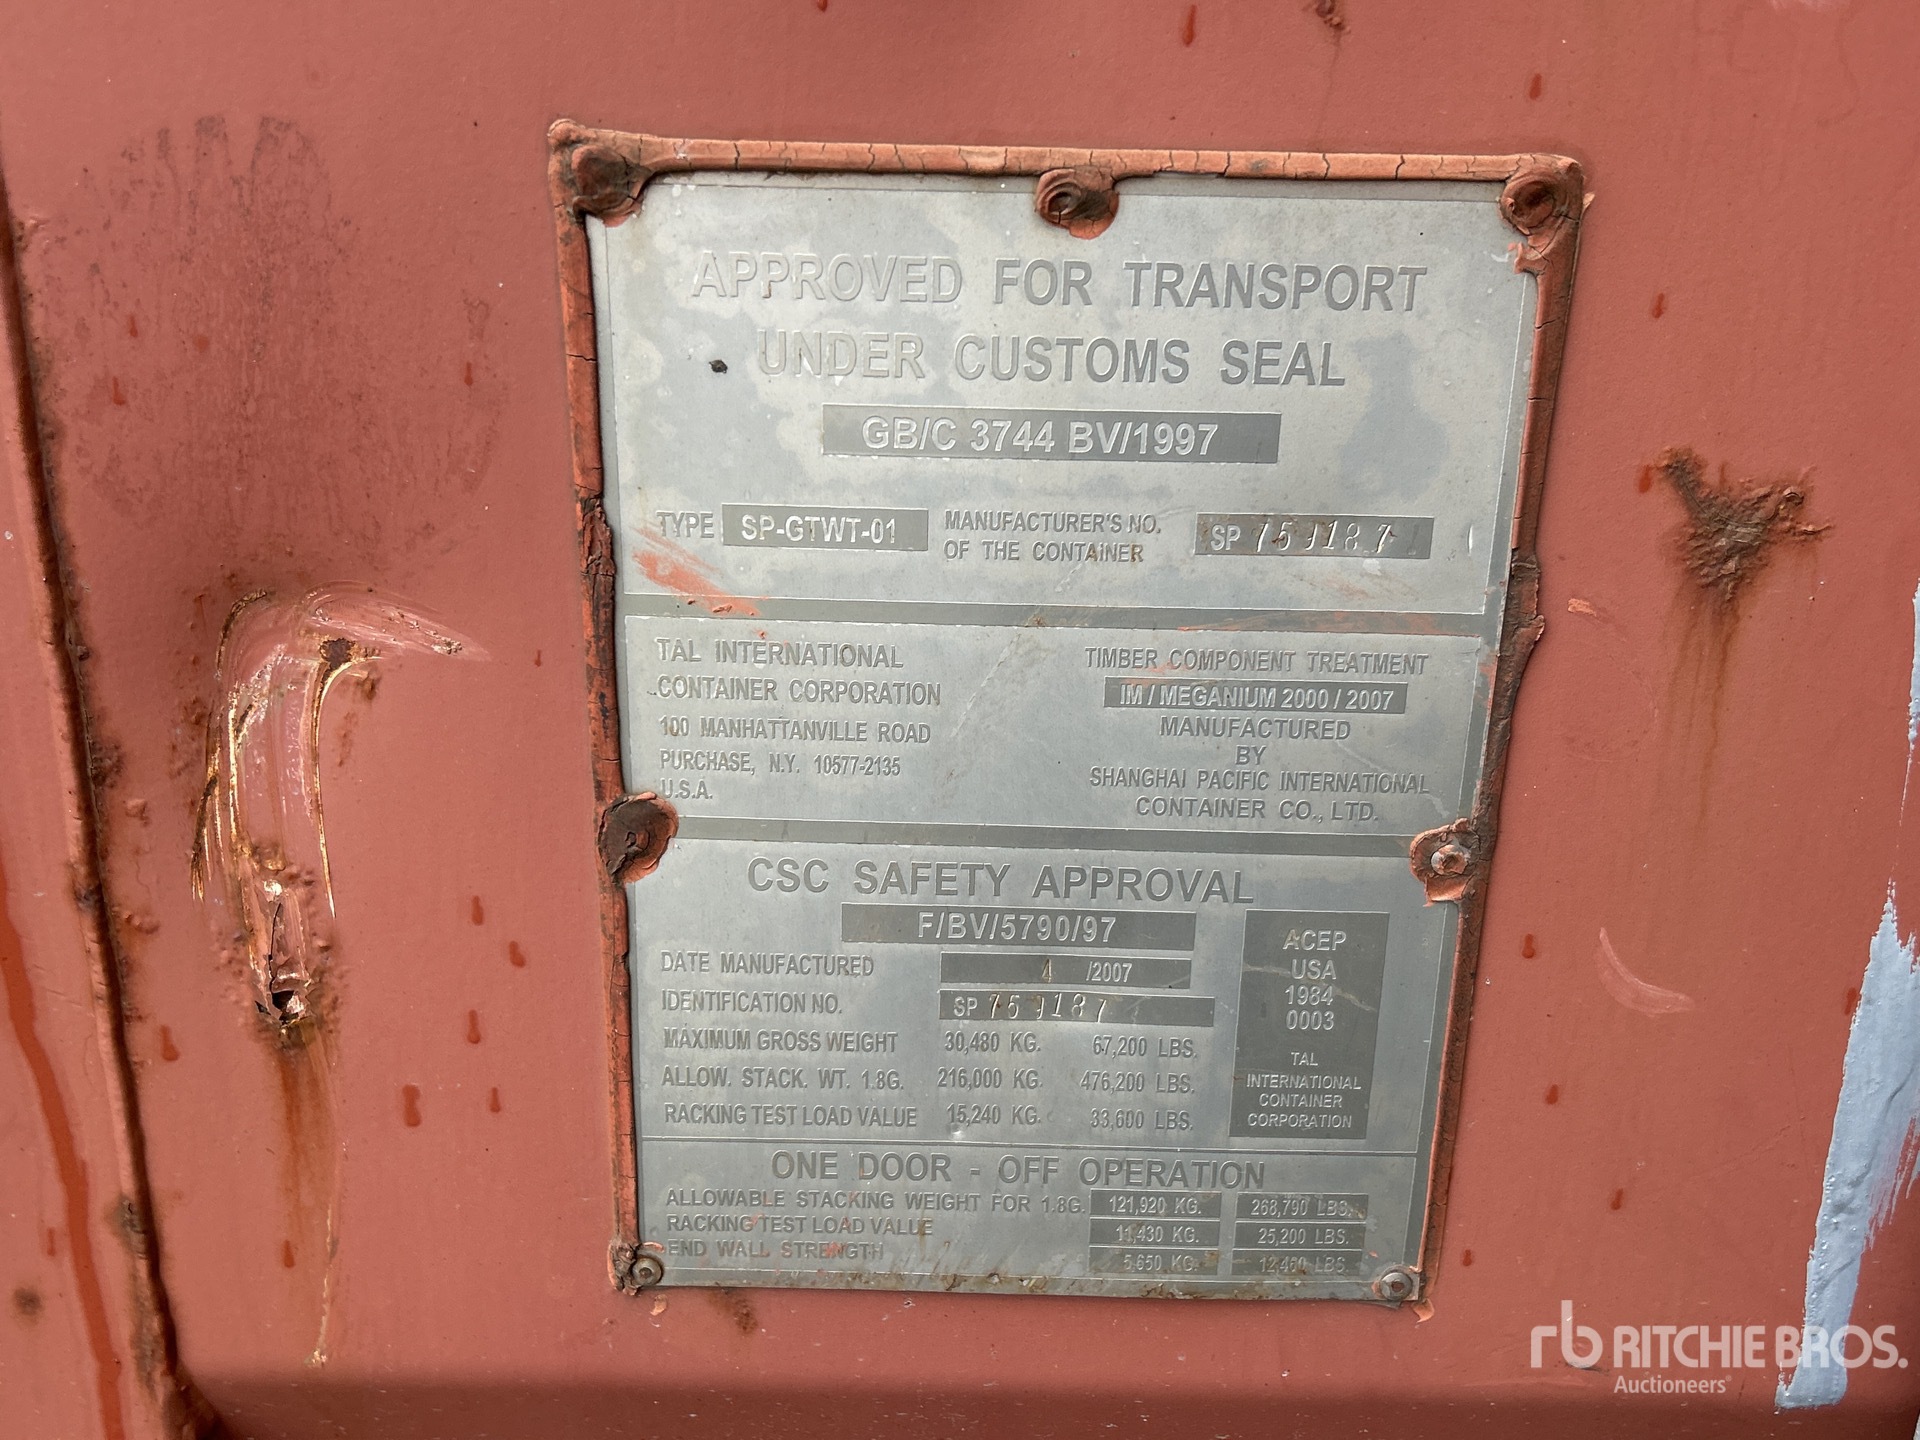 APPROVED FOR TRANSPORT
UNDER CUSTOMS SEAL
GB/C 3744 BV/1997
TYPE SP-GTWT-01 MANUFACTURER'S NO.
OF THE CONTAINER SP 759187
TAL INTERNATIONAL
CONTAINER CORPORATION
100 MANHATTANVILLE ROAD
PURCHASE, N.Y. 10577-2135
U.S.A.
TIMBER COMPONENT TREATMENT
IM / MEGANIUM 2000 / 2007
MANUFACTURED
BY
SHANGHAI PACIFIC INTERNATIONAL
CONTAINER CO., LTD.
CSC SAFETY APPROVAL
F/BV/5790/97
DATE MANUFACTURED 4 /2007
IDENTIFICATION NO. SP 759187
MAXIMUM GROSS WEIGHT 30,480 KG. 67,200 LBS.
ALLOW. STACK. WT. 1.8G. 216,000 KG. 476,200 LBS.
RACKING TEST LOAD VALUE 15,240 KG. 33,600 LBS.
ACEP
USA
1984
0003
TAL
INTERNATIONAL
CONTAINER
CORPORATION
ONE DOOR - OFF OPERATION
ALLOWABLE STACKING WEIGHT FOR 1.8G. 121,920 KG. 268,790 LBS.
RACKING TEST LOAD VALUE 11,430 KG. 25,200 LBS.
END WALL STRENGTH 5,650 KG. 12,460 LBS.
rb RITCHIE BROS.
Auctioneers